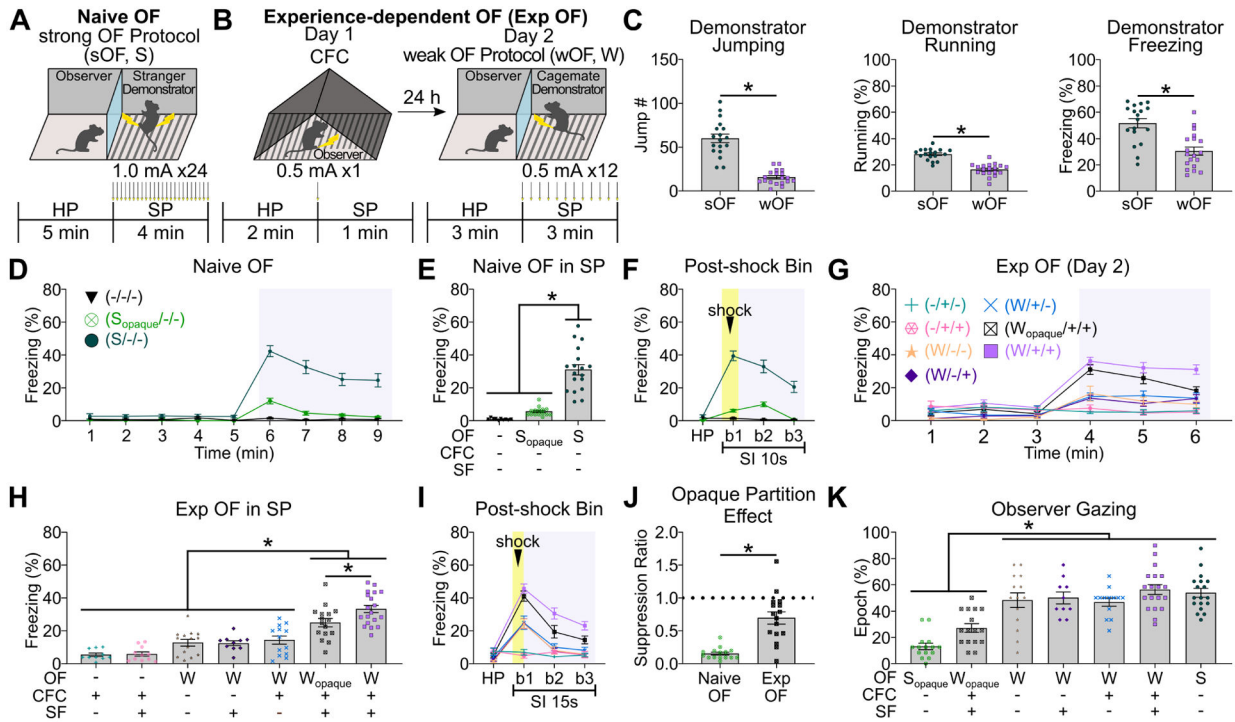 A
Naive OF
strong OF Protocol
(sOF, S)
Observer
Stranger
Demonstrator
1.0 mA x24
HP
SP
5 min
4 min
B
Experience-dependent OF (Exp OF)
Day 1
CFC
24 h
Day 2
weak OF Protocol (wOF, W)
Observer
Cagemate
Demonstrator
Observer
0.5 mA x1
0.5 mA x12
HP
SP
HP
SP
2 min
1 min
3 min
3 min
C
Demonstrator
Jumping
Jump #
150
100
50
0
*
sOF
wOF
Demonstrator
Running
Running (%)
100
80
60
40
20
0
*
sOF
wOF
Demonstrator
Freezing
Freezing (%)
100
80
60
40
20
0
*
sOF
wOF
D
Naive OF
Freezing (%)
80
60
40
20
0
(-/-/-)
(Sopaque/-/-)
(S/-/-)
1 2 3 4 5 6 7 8 9
Time (min)
E
Naive OF in SP
Freezing (%)
80
60
40
20
0
*
OF - Sopaque S
CFC - - -
SF - - -
F
Post-shock Bin
Freezing (%)
80
60
40
20
0
shock
HP b1 b2 b3
SI 10s
G
Exp OF (Day 2)
Freezing (%)
80
60
40
20
0
(-/+/-)
(-/+/+)
(W/-/-)
(W/-/+)
(W/+/-)
(Wopaque/+/+)
(W/+/+)
1 2 3 4 5 6
Time (min)
H
Exp OF in SP
Freezing (%)
80
60
40
20
0
*
*
OF - - W W W Wopaque W
CFC + + - - + + +
SF - + - + - + +
I
Post-shock Bin
Freezing (%)
80
60
40
20
0
shock
HP b1 b2 b3
SI 15s
J
Opaque Partition
Effect
Suppression Ratio
2.0
1.5
1.0
0.5
0.0
*
Naive
OF
Exp
OF
K
Observer Gazing
Epoch (%)
100
80
60
40
20
0
*
OF Sopaque Wopaque W W W W S
CFC - + - - + + -
SF - + - + - + -